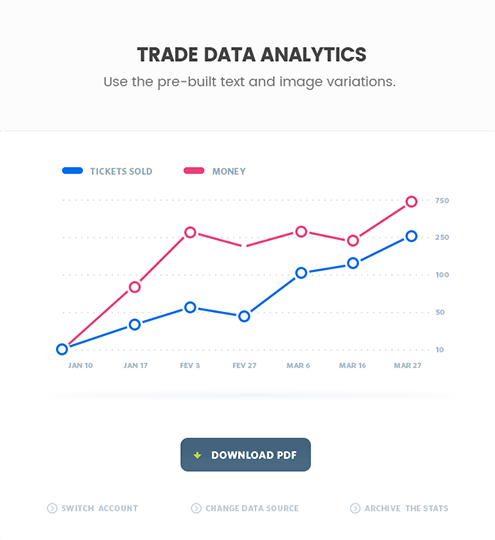 TRADE DATA ANALYTICS
Use the pre-built text and image variations.
TICKETS SOLD MONEY
750
250
100
50
10
JAN 10 JAN 17 FEV 3 FEV 27 MAR 6 MAR 16 MAR 27
DOWNLOAD PDF
SWITCH ACCOUNT CHANGE DATA SOURCE ARCHIVE THE STATS